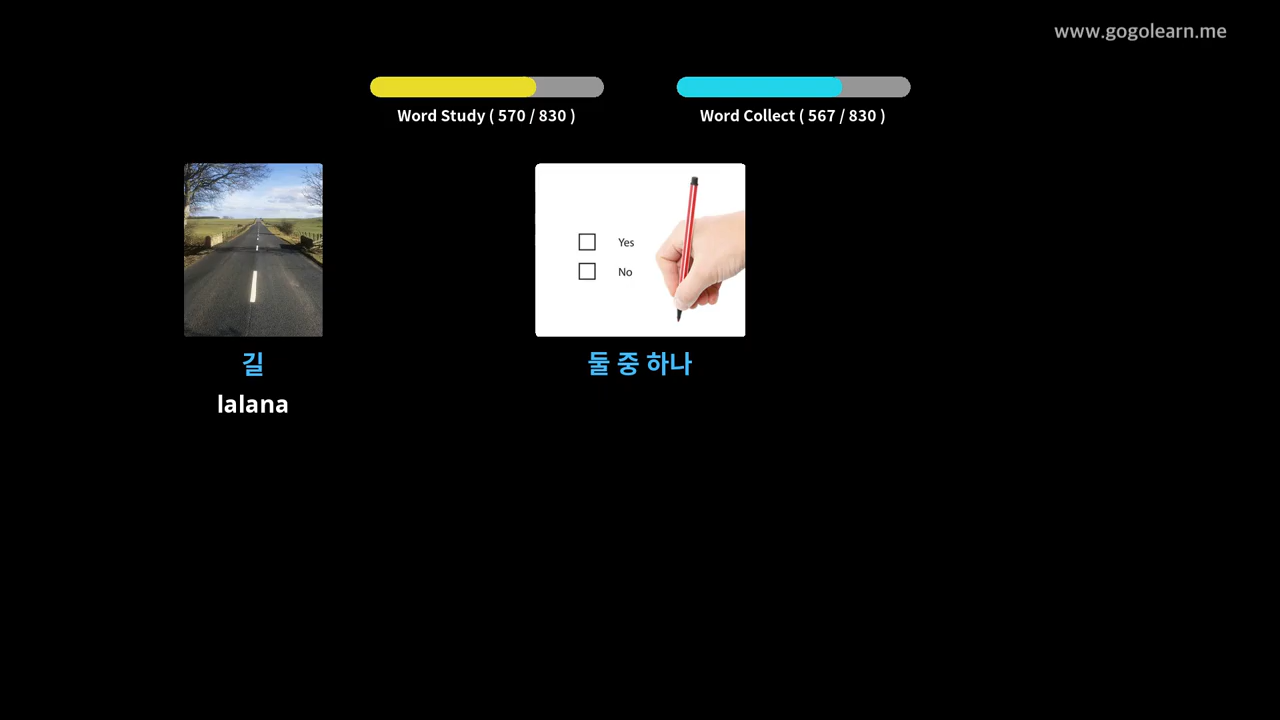 www.gogolearn.me
Word Study ( 570 / 830 )
Word Collect ( 567 / 830 )
Yes
No
길
둘 중 하나
lalana